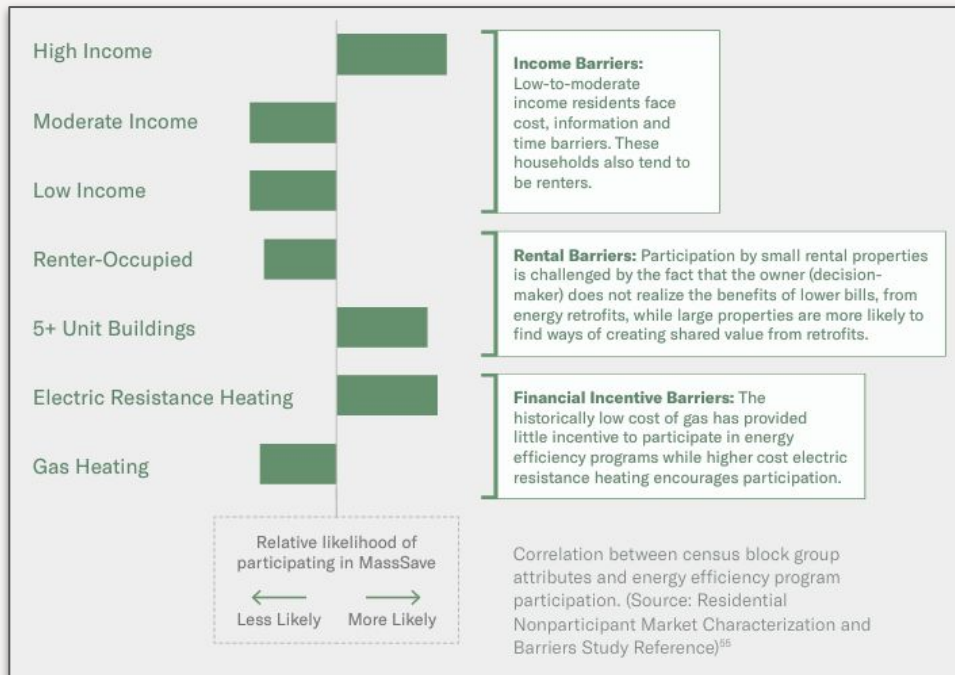 High Income
Moderate Income
Low Income
Renter-Occupied
5+ Unit Buildings
Electric Resistance Heating
Gas Heating
Income Barriers:
Low-to-moderate
income residents face
cost, information and
time barriers. These
households also tend to
be renters.
Rental Barriers: Participation by small rental properties
is challenged by the fact that the owner (decision-
maker) does not realize the benefits of lower bills, from
energy retrofits, while large properties are more likely to
find ways of creating shared value from retrofits.
Financial Incentive Barriers: The
historically low cost of gas has provided
little incentive to participate in energy
efficiency programs while higher cost electric
resistance heating encourages participation.
Relative likelihood of
participating in MassSave
Less Likely More Likely
Correlation between census block group
attributes and energy efficiency program
participation. (Source: Residential
Nonparticipant Market Characterization and
Barriers Study Reference)⁵⁵